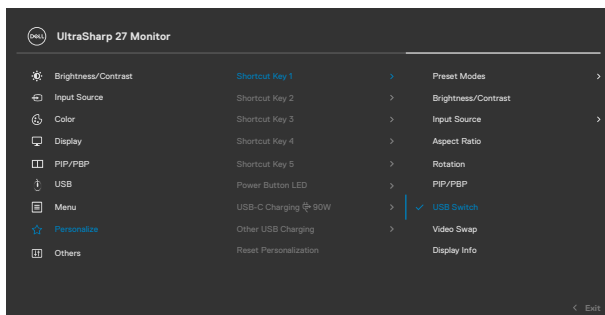 DELL
UltraSharp 27 Monitor
Brightness/Contrast
Input Source
Color
Display
PIP/PBP
USB
Menu
Personalize
Others
Shortcut Key 1
Shortcut Key 2
Shortcut Key 3
Shortcut Key 4
Shortcut Key 5
Power Button LED
USB-C Charging 90W
Other USB Charging
Reset Personalization
Preset Modes
Brightness/Contrast
Input Source
Aspect Ratio
Rotation
PIP/PBP
USB Switch
Video Swap
Display Info
Exit